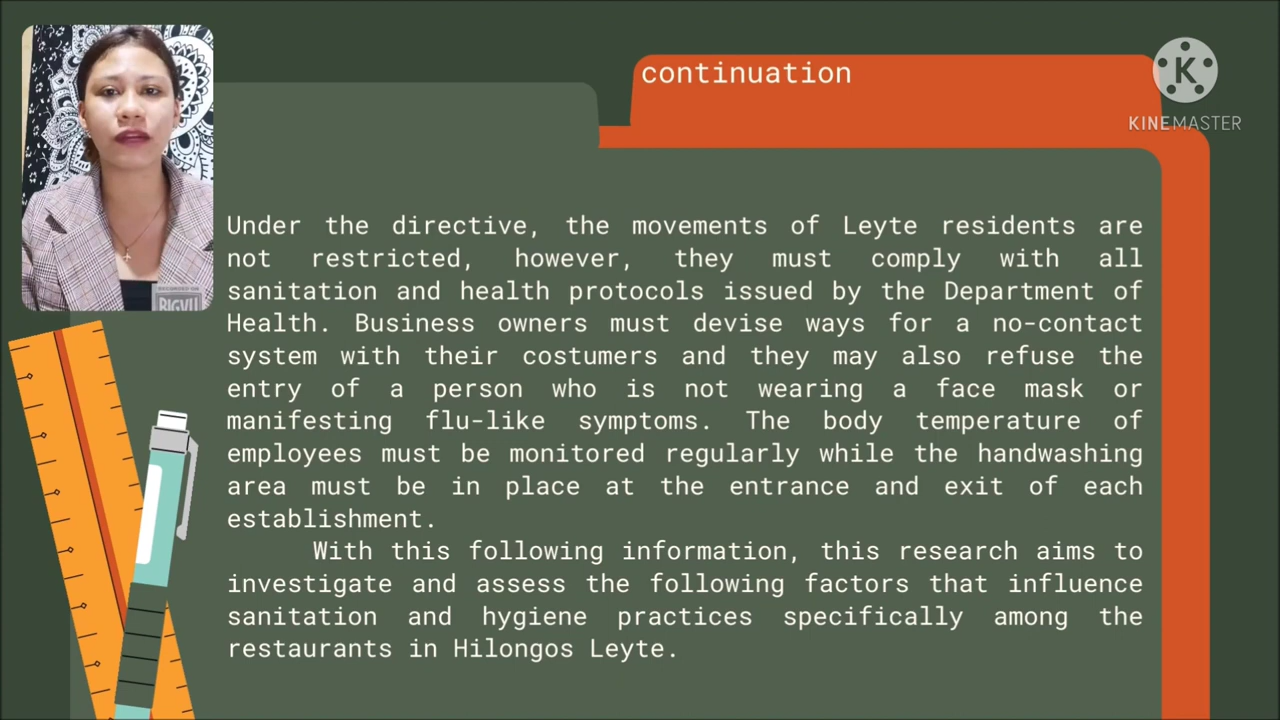 continuation
K
KINEMASTER
Under the directive, the movements of Leyte residents are
not restricted, however, they must comply with all
sanitation and health protocols issued by the Department of
Health. Business owners must devise ways for a no-contact
system with their costumers and they may also refuse the
entry of a person who is not wearing a face mask or
manifesting flu-like symptoms. The body temperature of
employees must be monitored regularly while the handwashing
area must be in place at the entrance and exit of each
establishment.
With this following information, this research aims to
investigate and assess the following factors that influence
sanitation and hygiene practices specifically among the
restaurants in Hilongos Leyte.
BIGVU